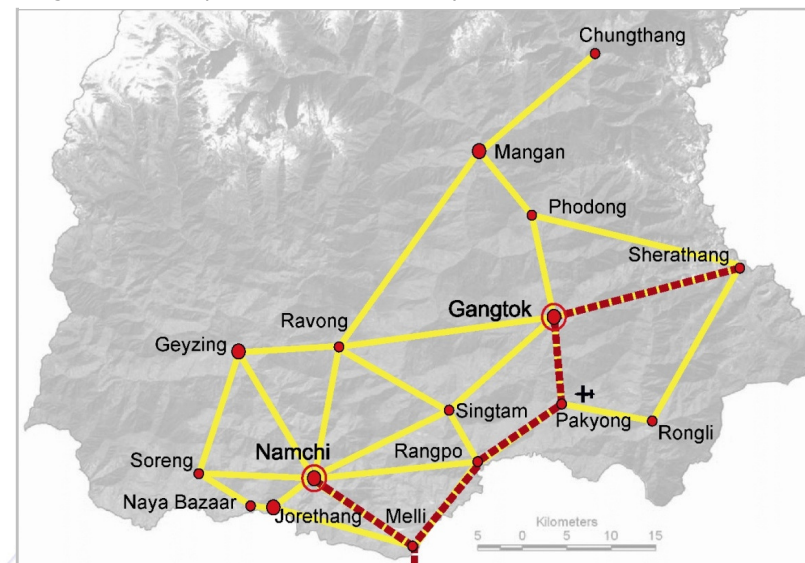 Chungthang
Mangan
Phodong
Sherathang
Gangtok
Ravong
Geyzing
Singtam
Pakyong
Rongli
Rangpo
Namchi
Soreng
Naya Bazaar
Jorethang
Melli
Kilometers
5 0 5 10 15